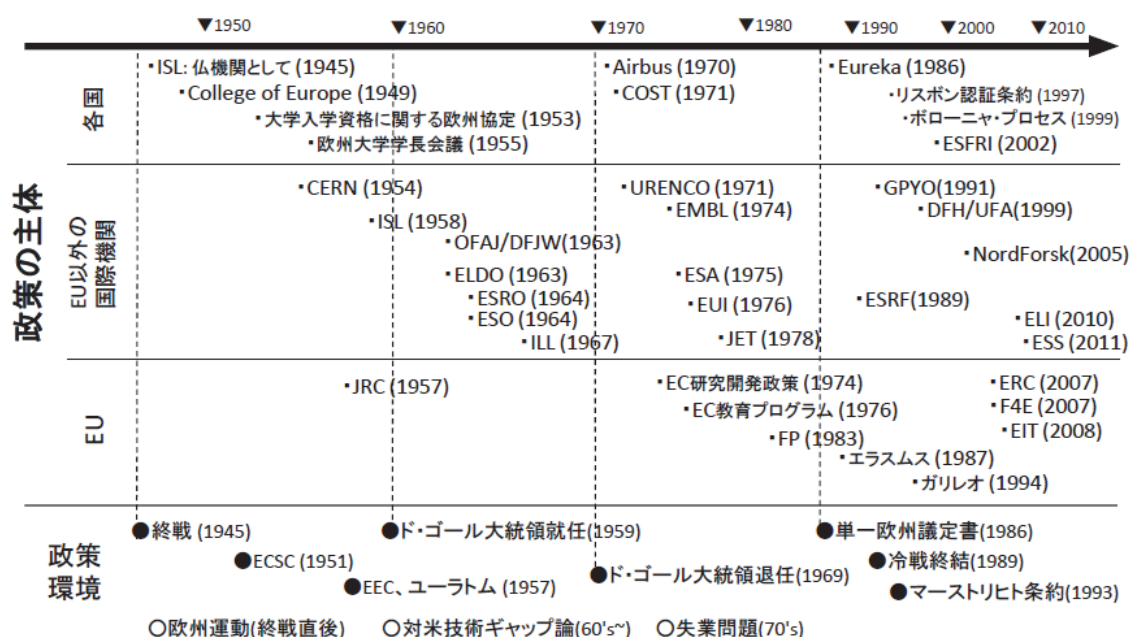 ▼1950 ▼1960 ▼1970 ▼1980 ▼1990 ▼2000 ▼2010
政策の主体
各国
・ISL: 仏機関として (1945) ・Airbus (1970) ・Eureka (1986)
・College of Europe (1949) ・COST (1971) ・リスボン認証条約 (1997)
・大学入学資格に関する欧州協定 (1953) ・ボローニャ・プロセス (1999)
・欧州大学学長会議 (1955) ・ESFRI (2002)
EU以外の
国際機関
・CERN (1954) ・URENCO (1971) ・GPYO(1991)
・ISL (1958) ・EMBL (1974) ・DFH/UFA(1999)
・OFAJ/DFJW(1963) ・NordForsk(2005)
・ELDO (1963) ・ESA (1975)
・ESRO (1964) ・EUI (1976) ・ESRF(1989)
・ESO (1964) ・ELI (2010)
・ILL (1967) ・JET (1978) ・ESS (2011)
EU
・JRC (1957) ・EC研究開発政策 (1974) ・ERC (2007)
・EC教育プログラム (1976) ・F4E (2007)
・FP (1983) ・EIT (2008)
・エラスムス (1987)
・ガリレオ (1994)
政策
環境
●終戦 (1945) ●ド・ゴール大統領就任 (1959) ●単一欧州議定書(1986)
●ECSC (1951) ●冷戦終結(1989)
●EEC、ユーラトム (1957) ●ド・ゴール大統領退任 (1969) ●マーストリヒト条約(1993)
○欧州運動(終戦直後) ○対米技術ギャップ論(60's~) ○失業問題(70's)